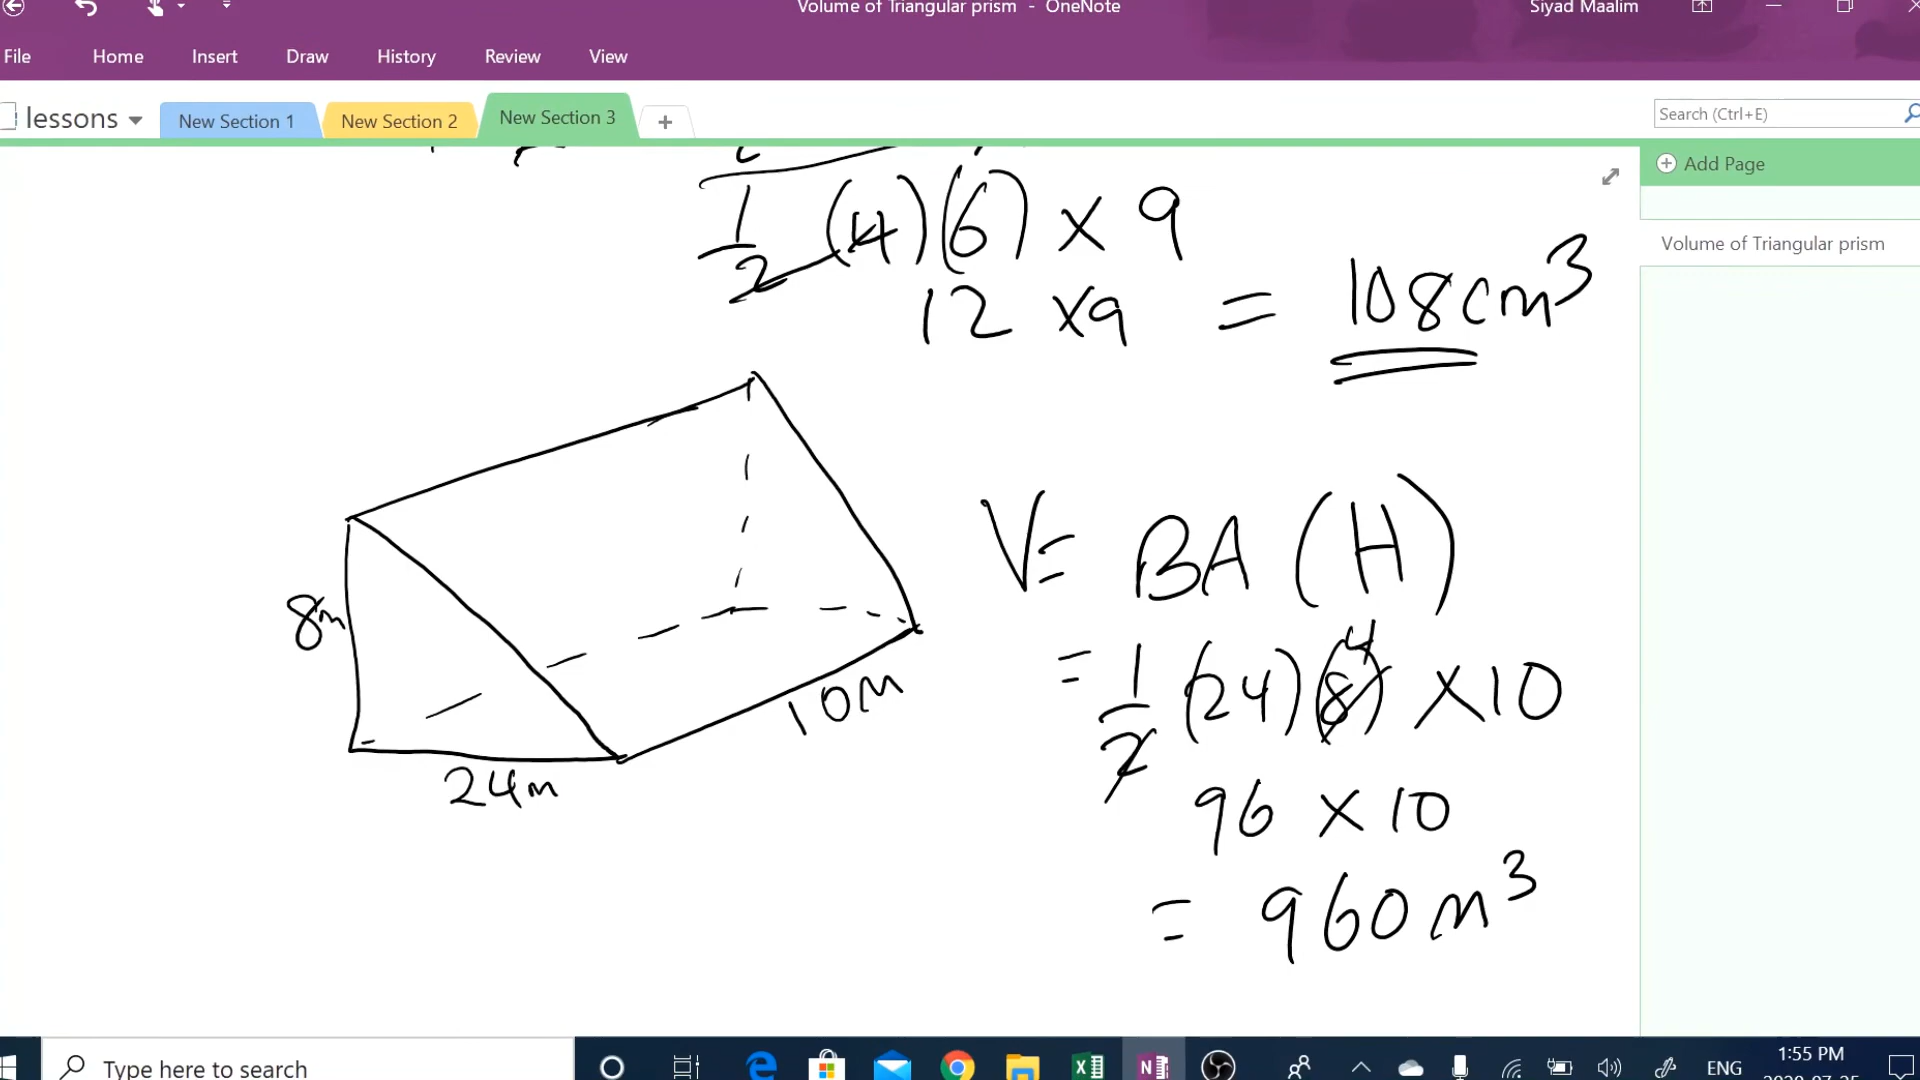 Volume of Triangular prism - OneNote
Siyad Maalim
File Home Insert Draw History Review View
lessons
New Section 1
New Section 2
New Section 3
Search (Ctrl+E)
Add Page
Volume of Triangular prism
1/2 (4)(6) x 9
12 x9 = 108cm³
8m
24m
10m
V= BA (H)
= 1/2 (24)(8) 4 x10
96 x 10
= 960m³
Type here to search
ENG
1:55 PM